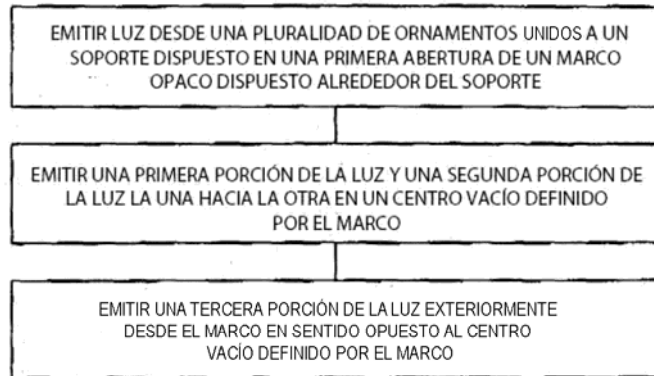 EMITIR LUZ DESDE UNA PLURALIDAD DE ORNAMENTOS UNIDOS A UN
SOPORTE DISPUESTO EN UNA PRIMERA ABERTURA DE UN MARCO
OPACO DISPUESTO ALREDEDOR DEL SOPORTE
EMITIR UNA PRIMERA PORCIÓN DE LA LUZ Y UNA SEGUNDA PORCIÓN DE
LA LUZ LA UNA HACIA LA OTRA EN UN CENTRO VACÍO DEFINIDO
POR EL MARCO
EMITIR UNA TERCERA PORCIÓN DE LA LUZ EXTERIORMENTE
DESDE EL MARCO EN SENTIDO OPUESTO AL CENTRO
VACÍO DEFINIDO POR EL MARCO